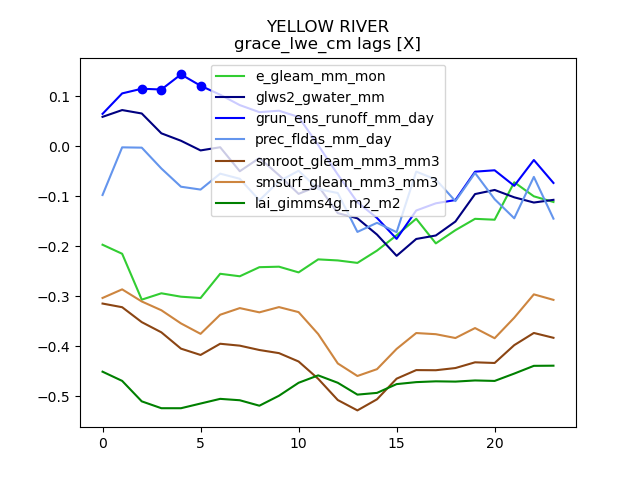 YELLOW RIVER
grace_lwe_cm lags [X]
e_gleam_mm_mon
glws2_gwater_mm
grun_ens_runoff_mm_day
prec_fldas_mm_day
smroot_gleam_mm3_mm3
smsurf_gleam_mm3_mm3
lai_gimms4g_m2_m2
0.1
0.0
−0.1
−0.2
−0.3
−0.4
−0.5
0 5 10 15 20